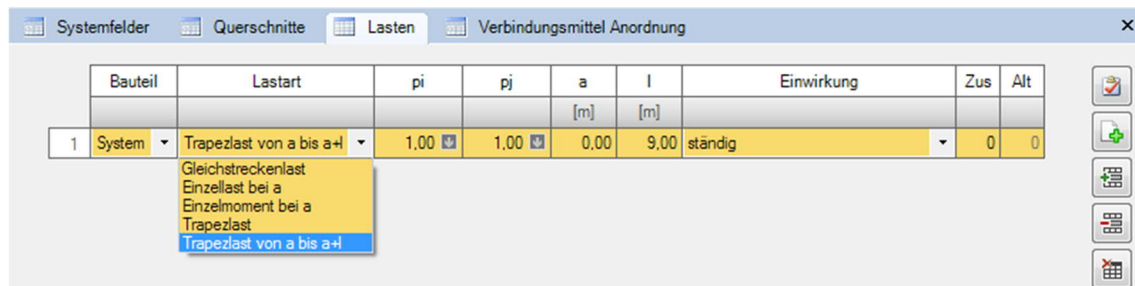 Systemfelder Querschnitte Lasten Verbindungsmittel Anordnung
Bauteil Lastart pi pj a l Einwirkung Zus Alt
[m] [m]
1 System Trapezlast von a bis a+l 1,00 1,00 0,00 9,00 ständig 0 0
Gleichstreckenlast
Einzellast bei a
Einzelmoment bei a
Trapezlast
Trapezlast von a bis a+l